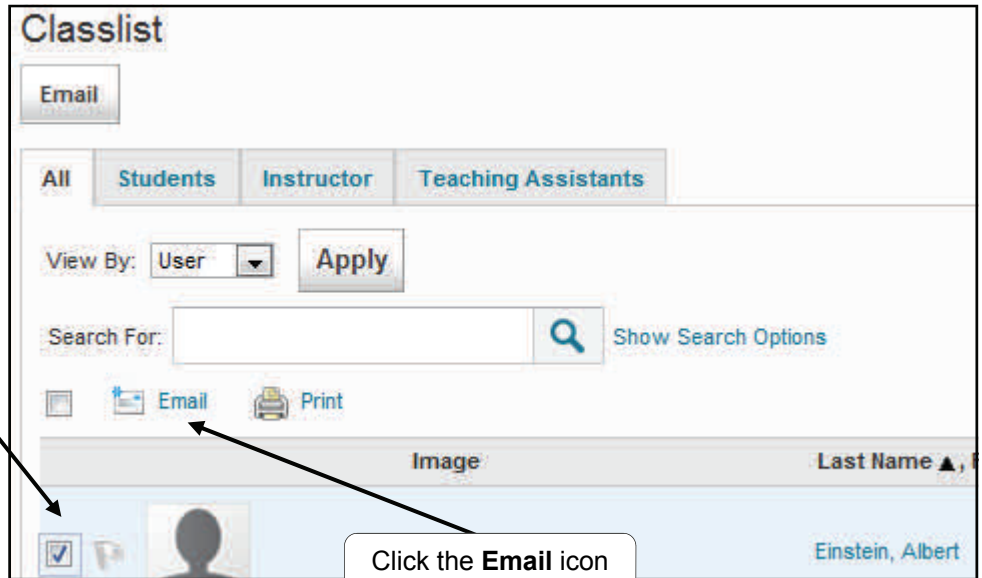 Classlist
Email
All Students Instructor Teaching Assistants
View By: User Apply
Search For: Show Search Options
Email Print
Image Last Name ▲,
Einstein, Albert
Click the Email icon